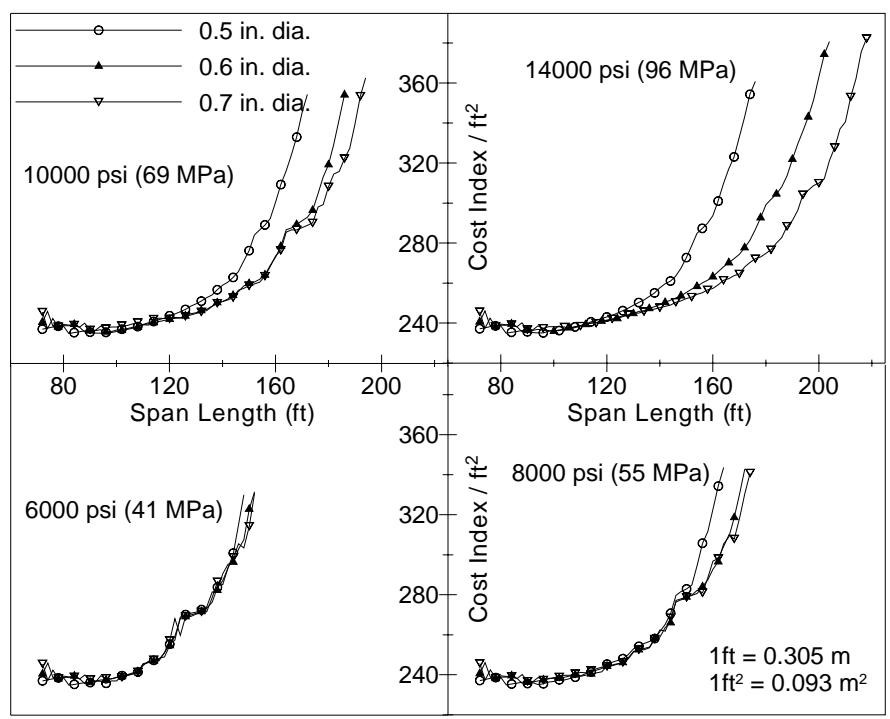 0.5 in. dia.
0.6 in. dia.
0.7 in. dia.
10000 psi (69 MPa)
14000 psi (96 MPa)
Cost Index / ft²
360
320
280
240
80
120
160
200
Span Length (ft)
80
120
160
200
Span Length (ft)
6000 psi (41 MPa)
8000 psi (55 MPa)
Cost Index / ft²
360
320
280
240
1ft = 0.305 m
1ft² = 0.093 m²